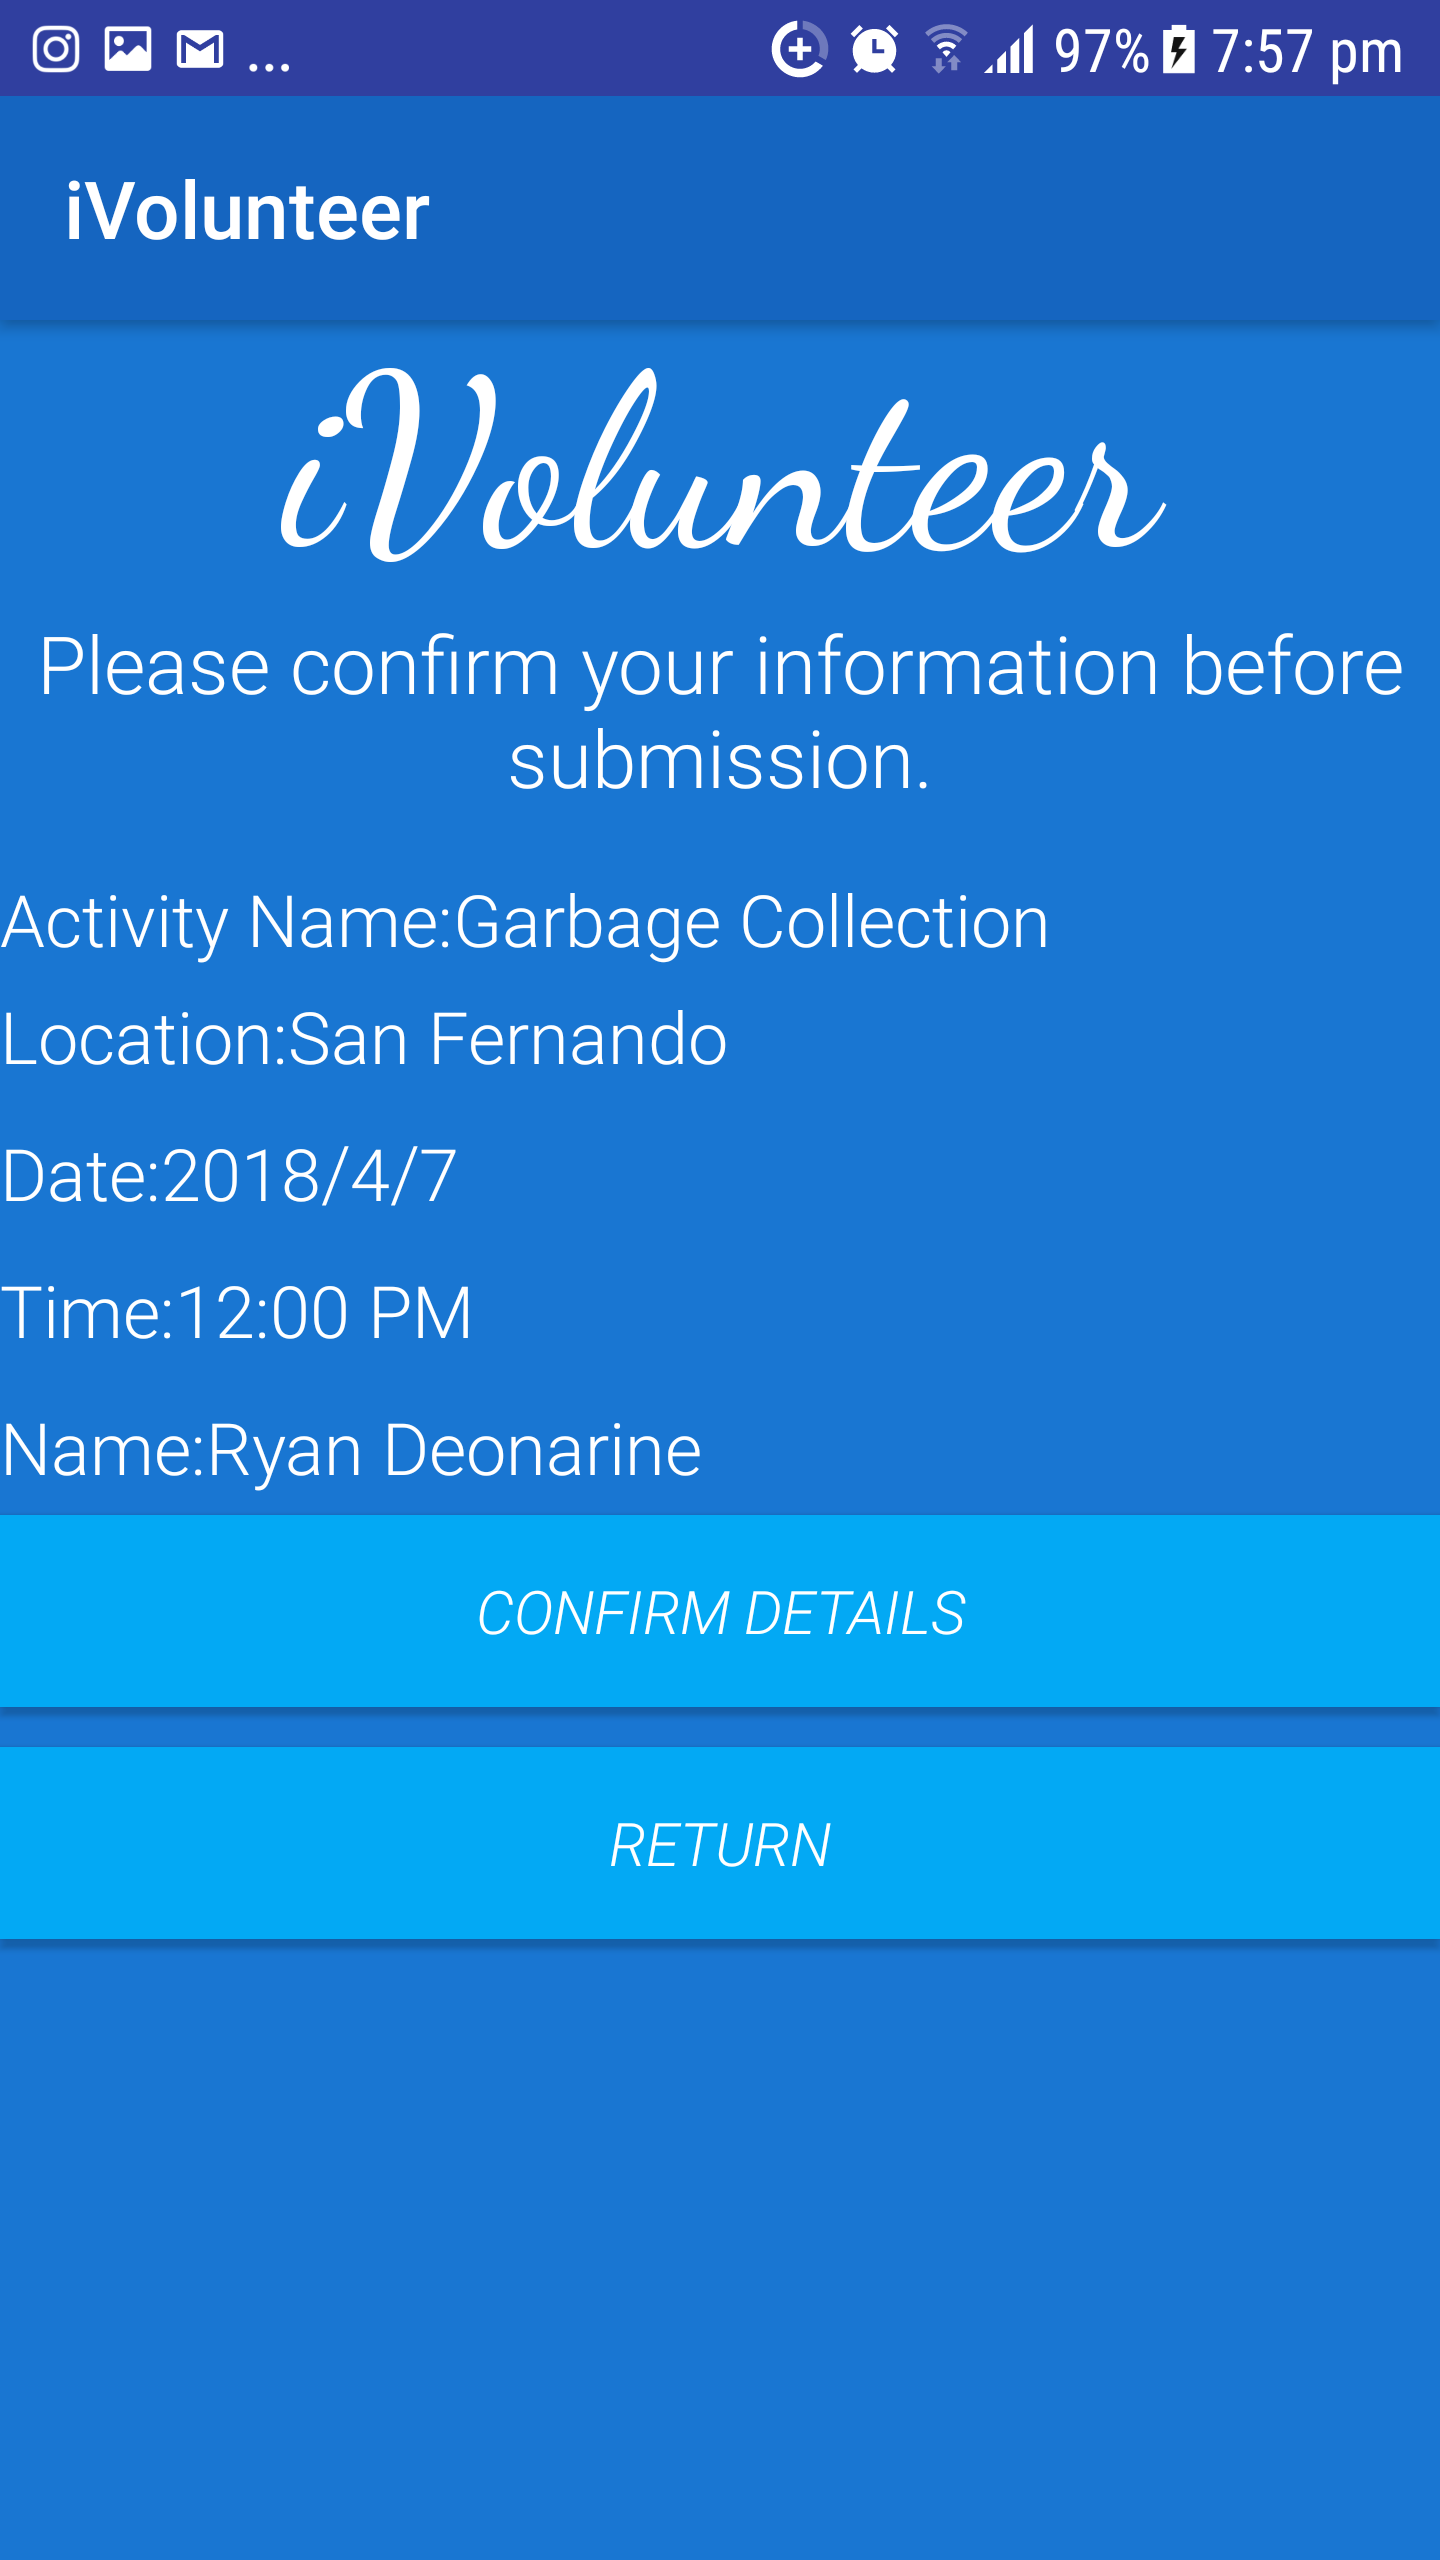 ... 97% 7:57 pm
iVolunteer
iVolunteer
Please confirm your information before
submission.
Activity Name:Garbage Collection
Location:San Fernando
Date:2018/4/7
Time:12:00 PM
Name:Ryan Deonarine
CONFIRM DETAILS
RETURN